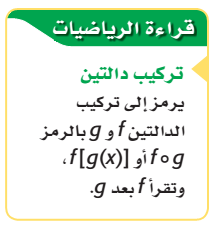 قراءة الرياضيات
تركيب دالتين
يرمز إلى تركيب
الدالتين f و g بالرمز
f∘g أو f[g(x)] ،
وتقرأ f بعد g.